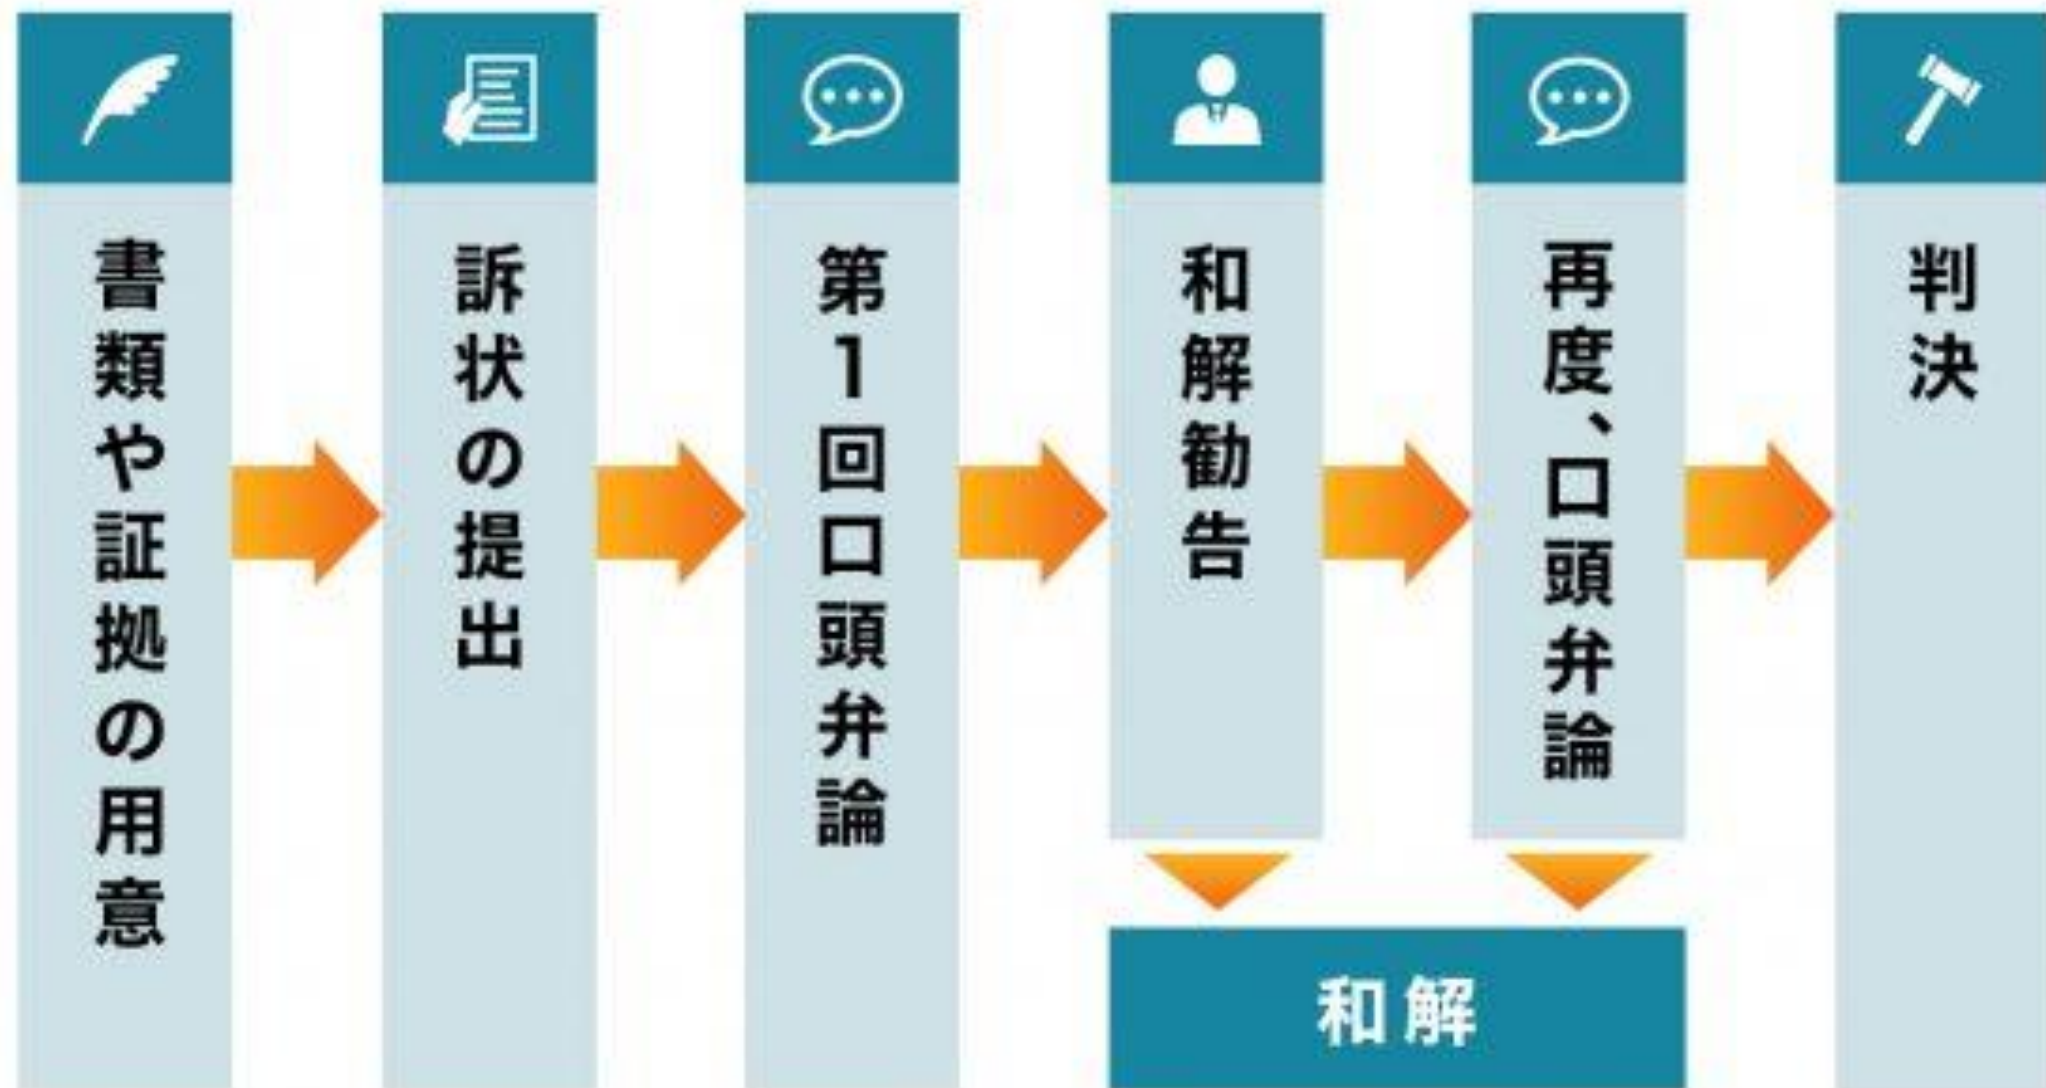 書類や証拠の用意
訴状の提出
第1回口頭弁論
和解勧告
再度、口頭弁論
判決
和解